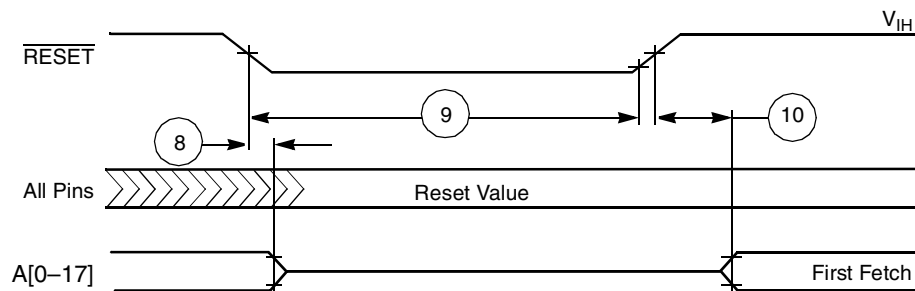 V_IH
RESET
9
10
8
All Pins
Reset Value
A[0–17]
First Fetch